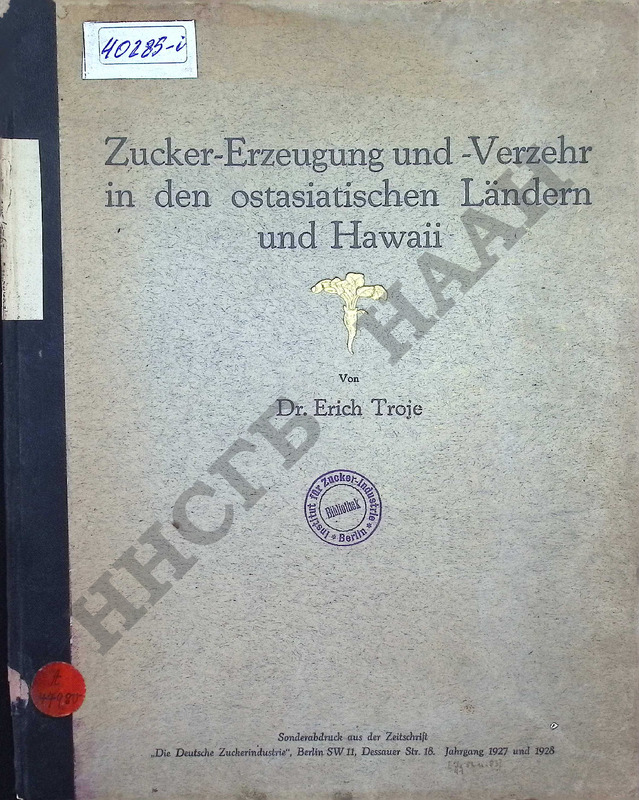 40285-i
Zucker-Erzeugung und -Verzehr
in den ostasiatischen Ländern
und Hawaii
Von
Dr. Erich Troje
Institut für Zucker-Industrie
Bibliothek
* Berlin *
ННСГБ НААН
Sonderabdruck aus der Zeitschrift
„Die Deutsche Zuckerindustrie", Berlin SW 11, Dessauer Str. 18. Jahrgang 1927 und 1928